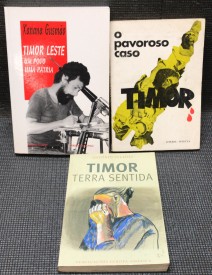 Xanana Gusmão
TIMOR LESTE
UM POVO
UMA PÁTRIA
o
pavoroso
caso
TIMOR
TIMOR
TERRA SENTIDA